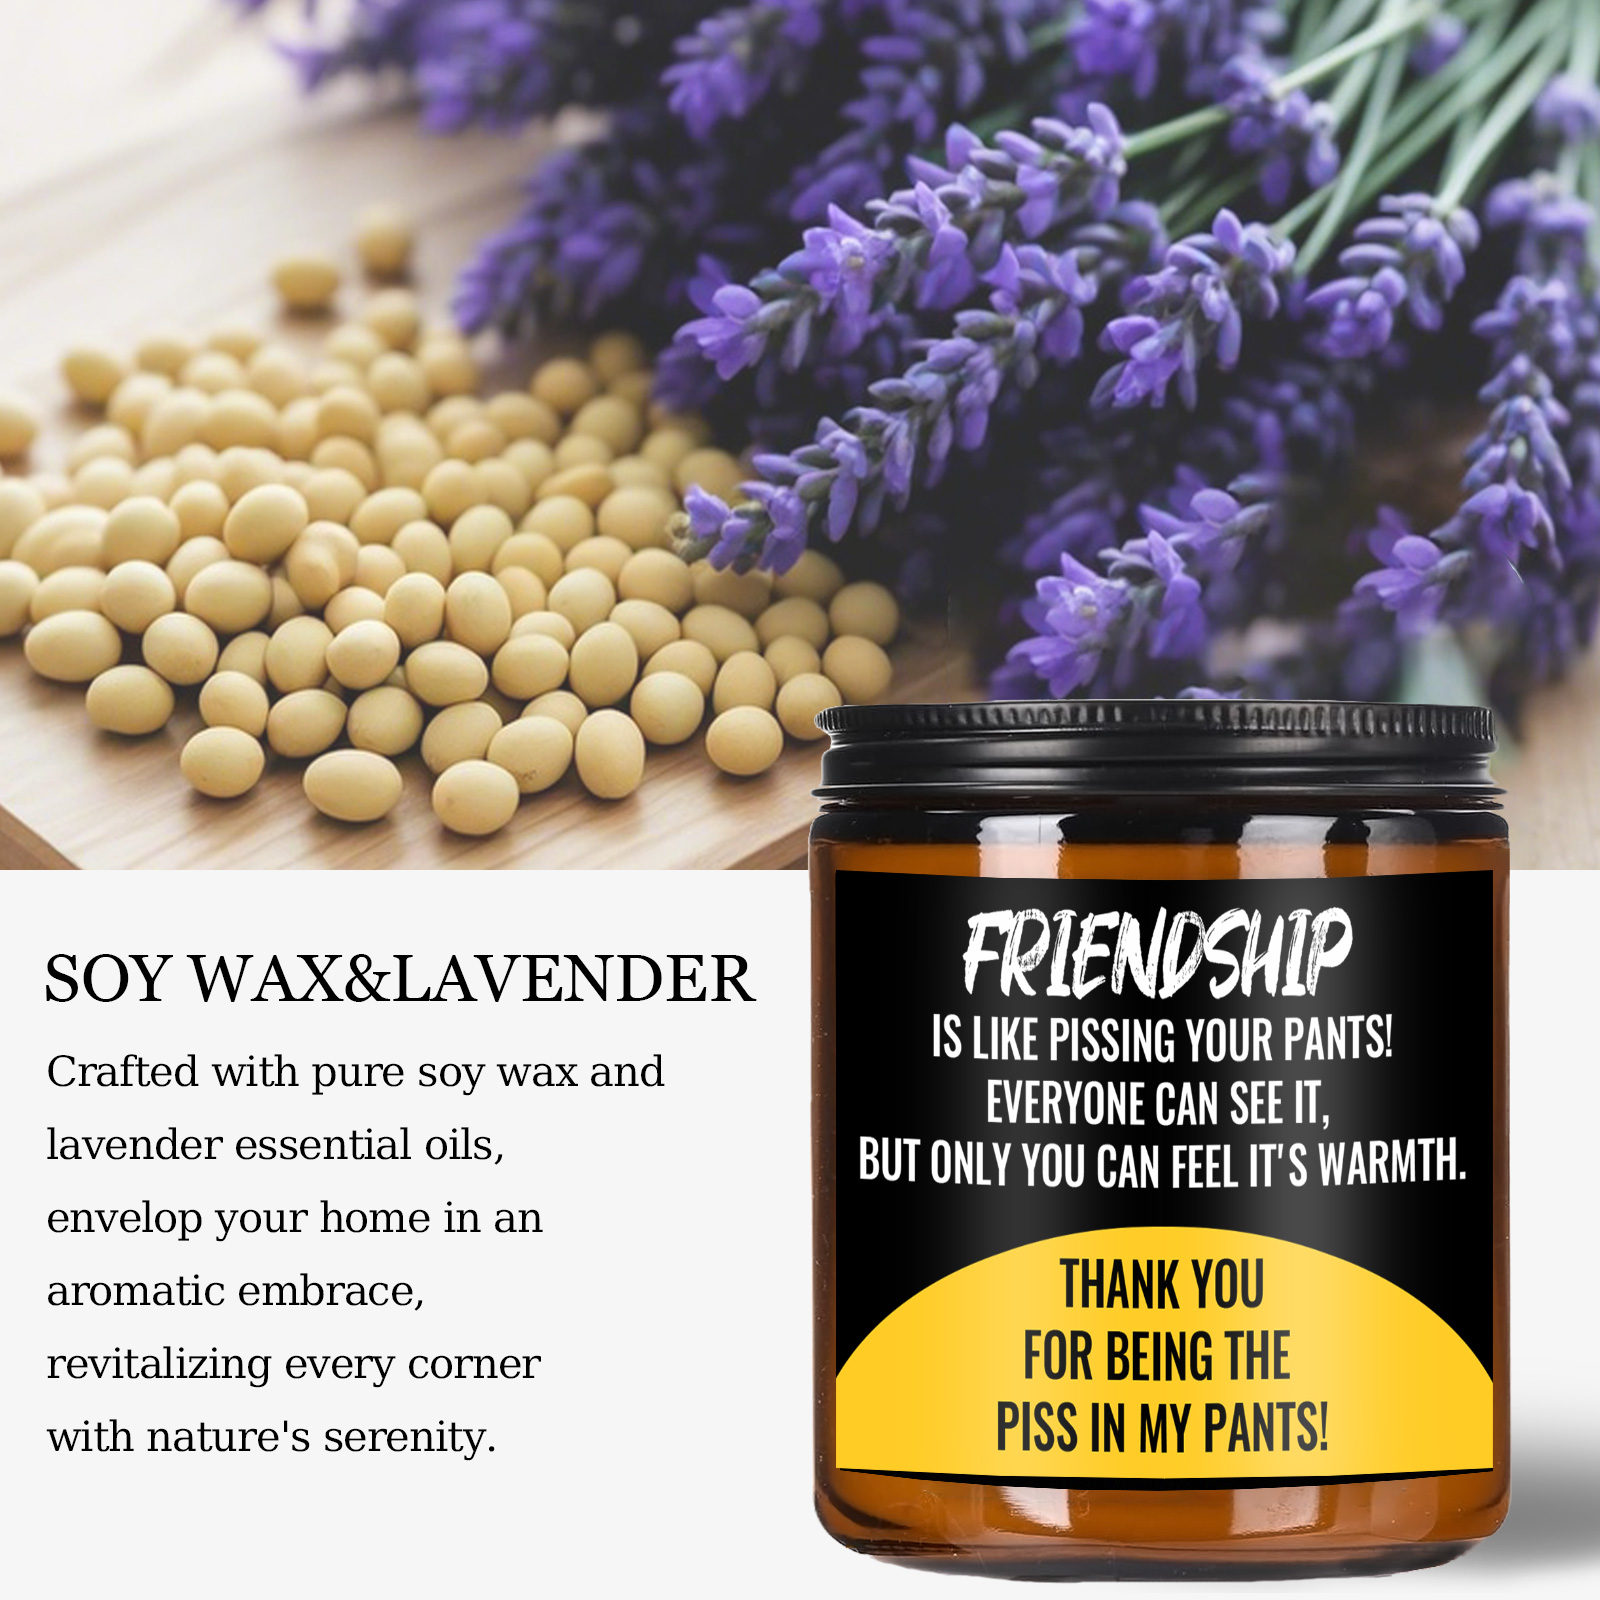 SOY WAX&LAVENDER
Crafted with pure soy wax and
lavender essential oils,
envelop your home in an
aromatic embrace,
revitalizing every corner
with nature's serenity.
FRIENDSHIP
IS LIKE PISSING YOUR PANTS!
EVERYONE CAN SEE IT,
BUT ONLY YOU CAN FEEL IT'S WARMTH.
THANK YOU
FOR BEING THE
PISS IN MY PANTS!